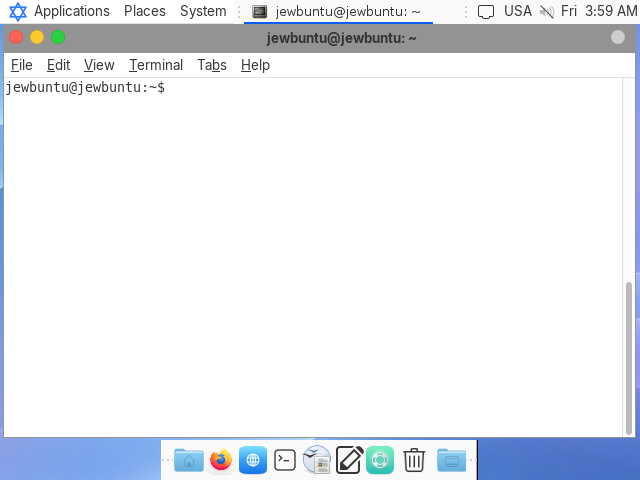 Applications Places System jewbuntu@jewbuntu: ~ USA Fri 3:59 AM
jewbuntu@jewbuntu: ~
File Edit View Terminal Tabs Help
jewbuntu@jewbuntu:~$